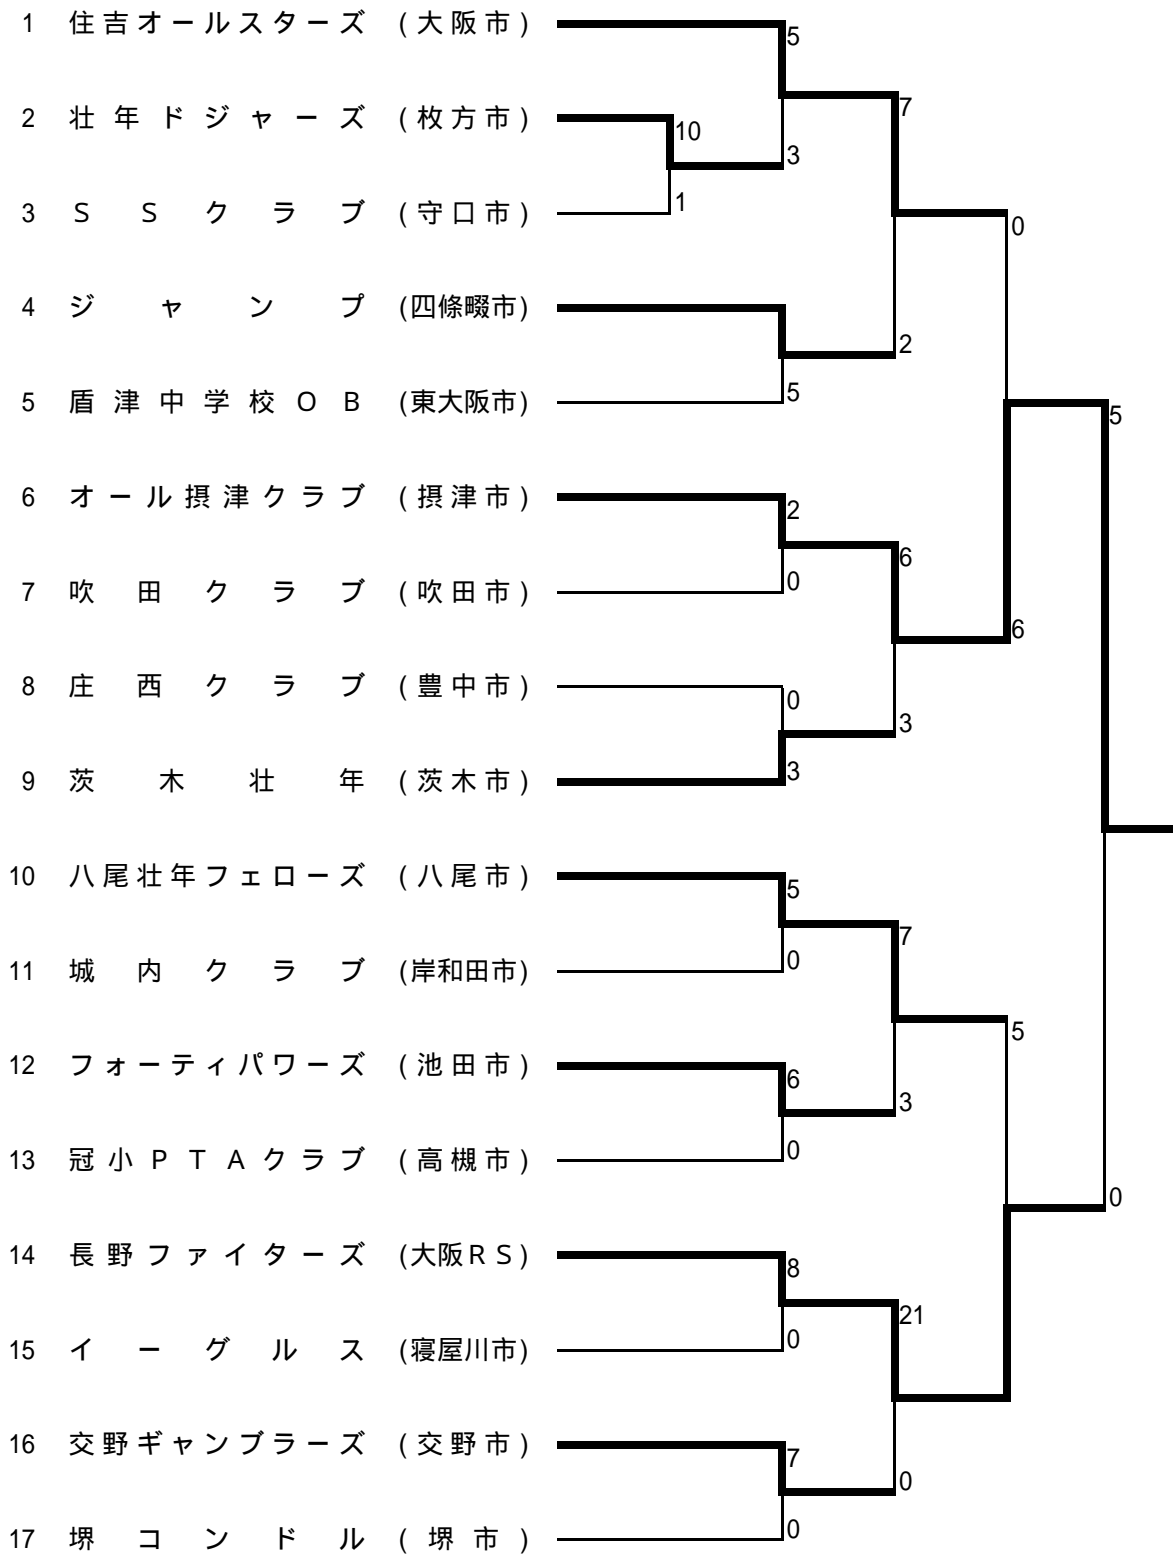 1 住吉オールスターズ (大阪市)
5
2 壮年ドジャーズ (枚方市)
7
10
3
3 SSクラブ (守口市)
1
0
4 ジャンプ (四條畷市)
2
5 盾津中学校OB (東大阪市)
5
5
6 オール摂津クラブ (摂津市)
2
6
7 吹田クラブ (吹田市)
0
6
8 庄西クラブ (豊中市)
0
3
9 茨木壮年 (茨木市)
3
10 八尾壮年フェローズ (八尾市)
5
7
11 城内クラブ (岸和田市)
0
5
12 フォーティパワーズ (池田市)
6
3
13 冠小PTAクラブ (高槻市)
0
0
14 長野ファイターズ (大阪RS)
8
21
15 イーグルス (寝屋川市)
0
16 交野ギャンブラーズ (交野市)
7
0
17 堺コンドル (堺市)
0